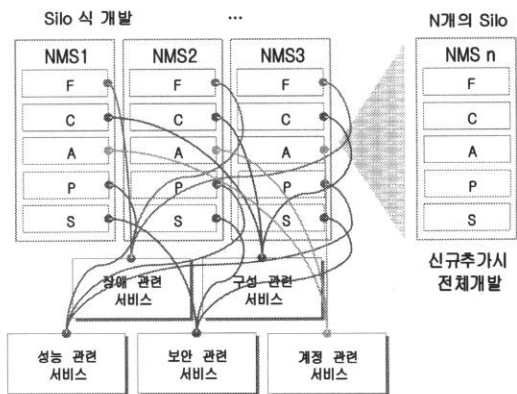 Silo 식 개발
...
N개의 Silo
NMS1
NMS2
NMS3
NMS n
F
F
F
F
C
C
C
C
A
A
A
A
P
P
P
P
S
S
S
S
신규추가시
전체개발
장애 관련
서비스
구성 관련
서비스
성능 관련
서비스
보안 관련
서비스
계정 관련
서비스